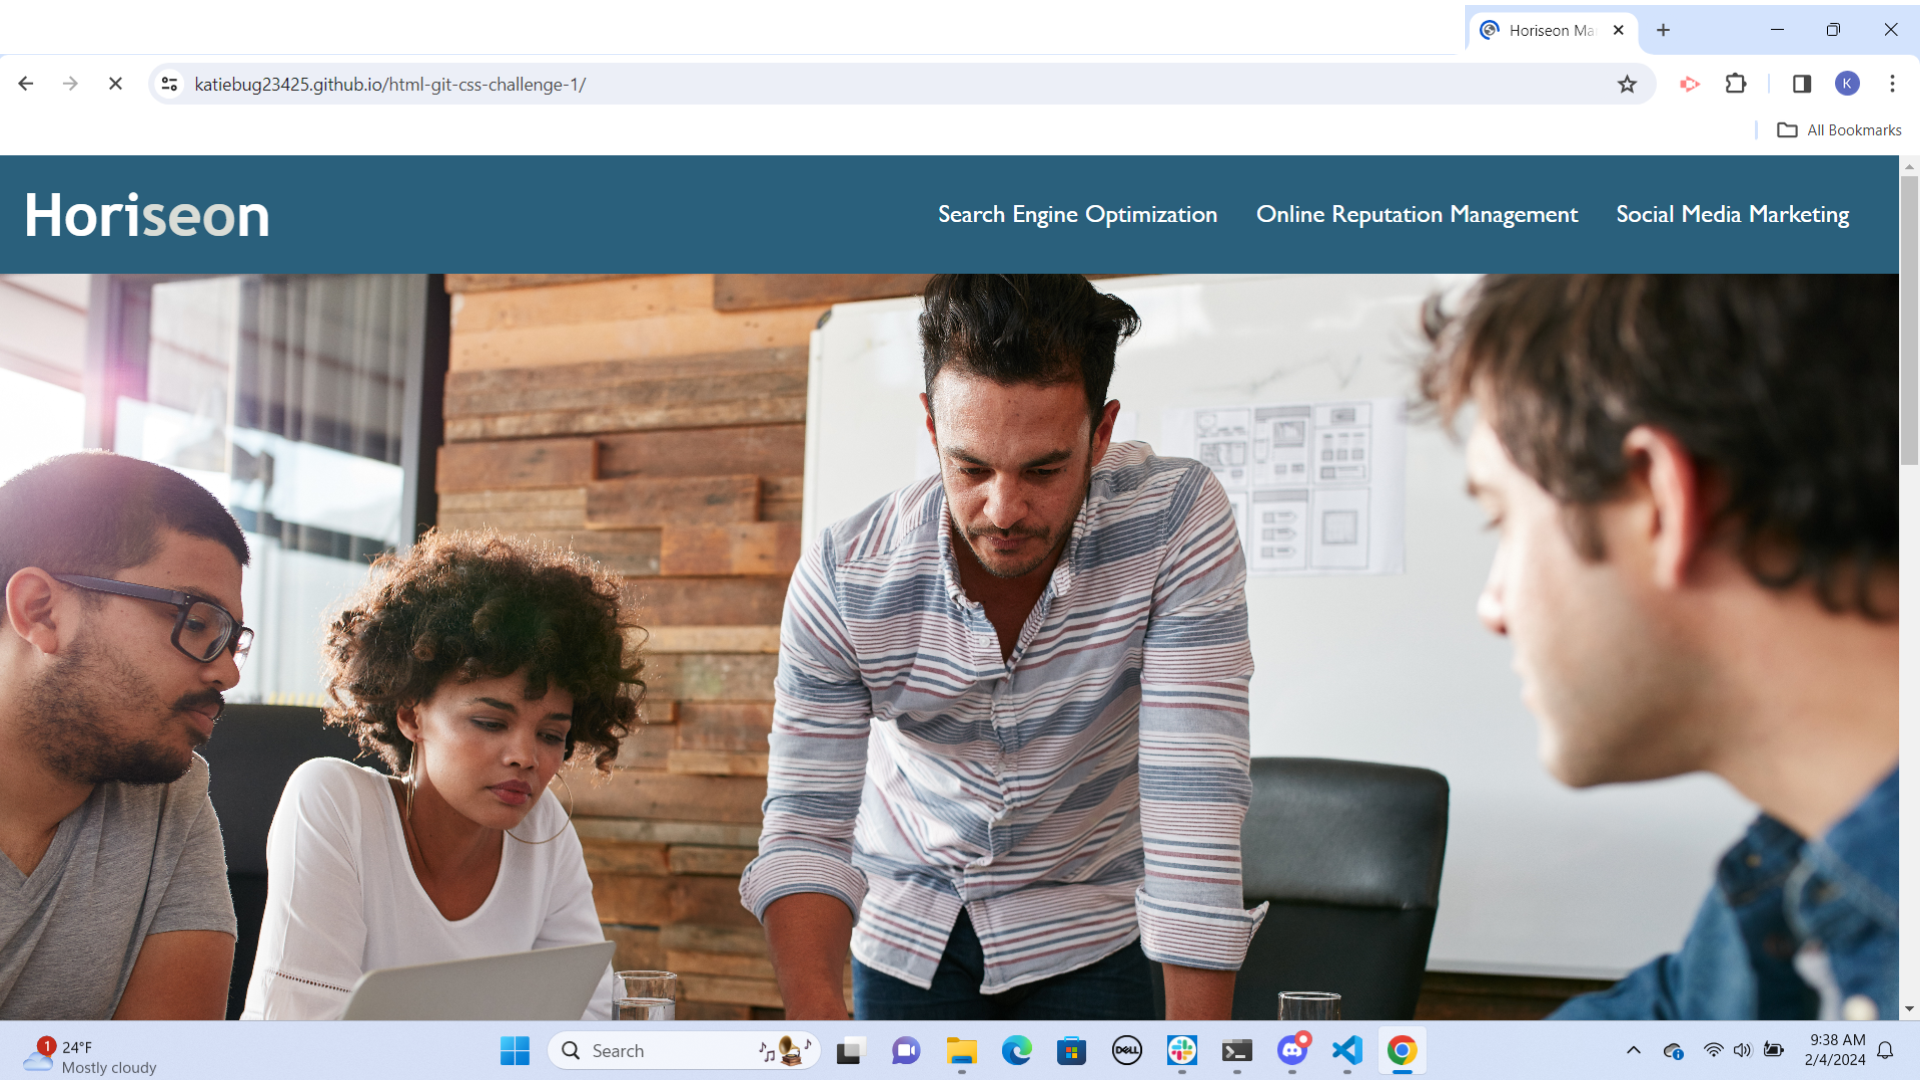 Horiseon Ma
katiebug23425.github.io/html-git-css-challenge-1/
K
All Bookmarks
Horiseon
Search Engine Optimization
Online Reputation Management
Social Media Marketing
1
24°F
Mostly cloudy
Search
DELL
9:38 AM
2/4/2024